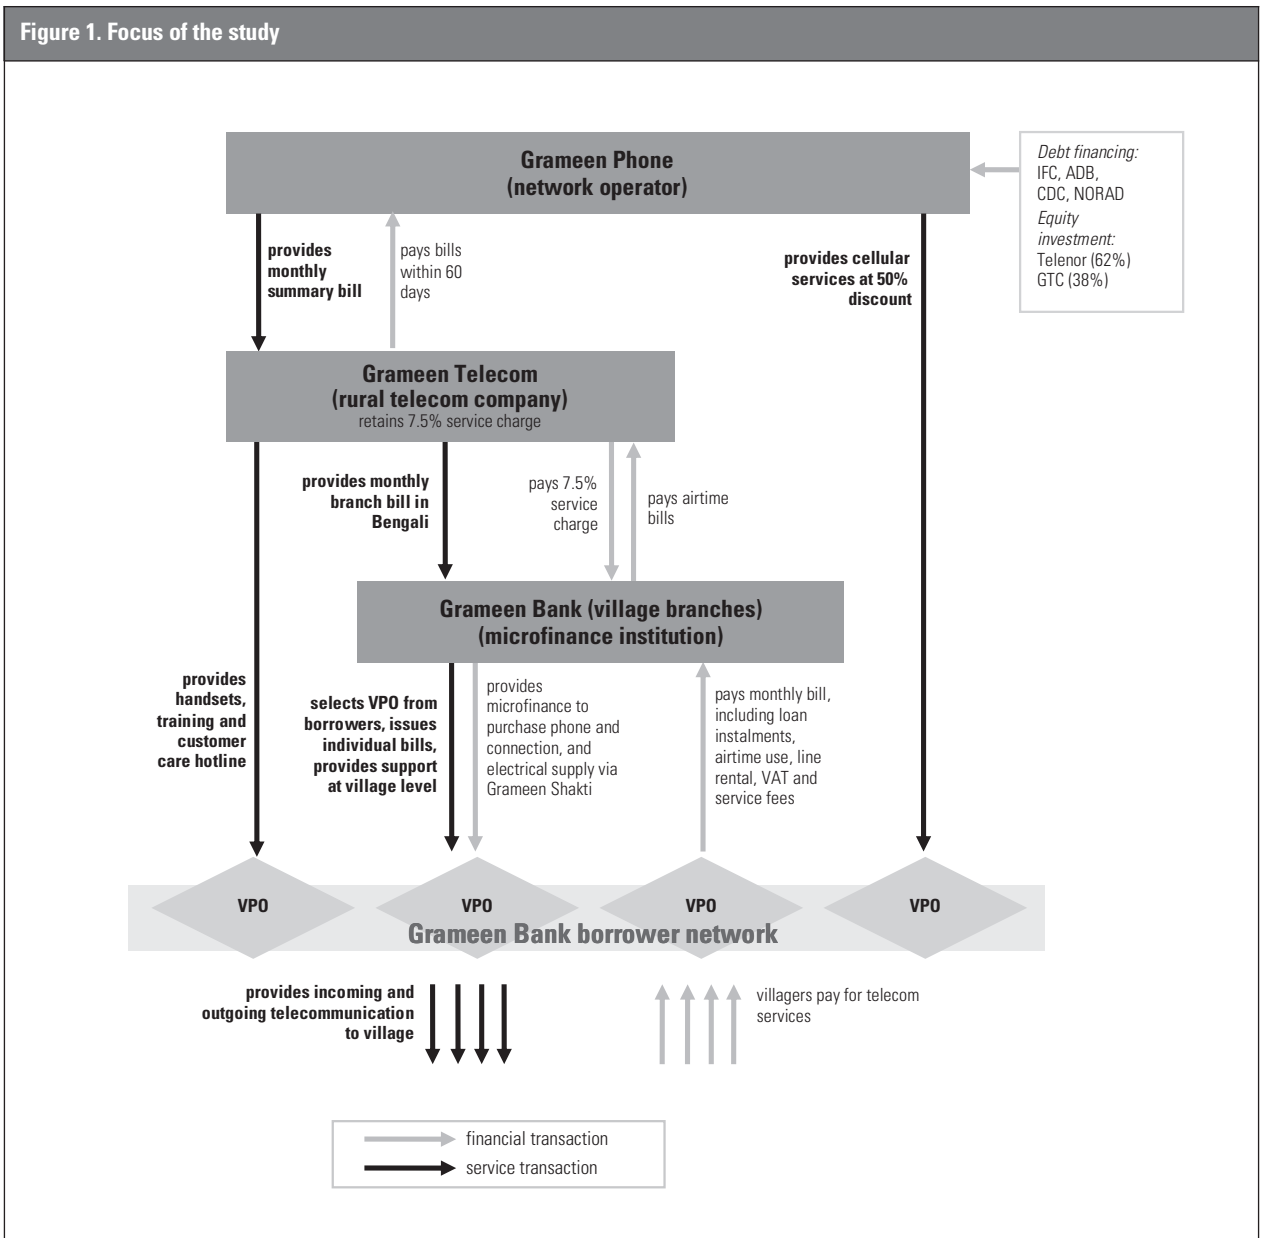 Figure 1. Focus of the study
Grameen Phone
(network operator)
Debt financing:
IFC, ADB,
CDC, NORAD
Equity
investment:
Telenor (62%)
GTC (38%)
provides
monthly
summary bill
pays bills
within 60
days
provides cellular
services at 50%
discount
Grameen Telecom
(rural telecom company)
retains 7.5% service charge
provides monthly
branch bill in
Bengali
pays 7.5%
service
charge
pays airtime
bills
Grameen Bank (village branches)
(microfinance institution)
provides
handsets,
training and
customer
care hotline
selects VPO from
borrowers, issues
individual bills,
provides support
at village level
provides
microfinance to
purchase phone and
connection, and
electrical supply via
Grameen Shakti
pays monthly bill,
including loan
instalments,
airtime use, line
rental, VAT and
service fees
VPO
VPO
VPO
VPO
Grameen Bank borrower network
provides incoming and
outgoing telecommunication
to village
villagers pay for telecom
services
financial transaction
service transaction